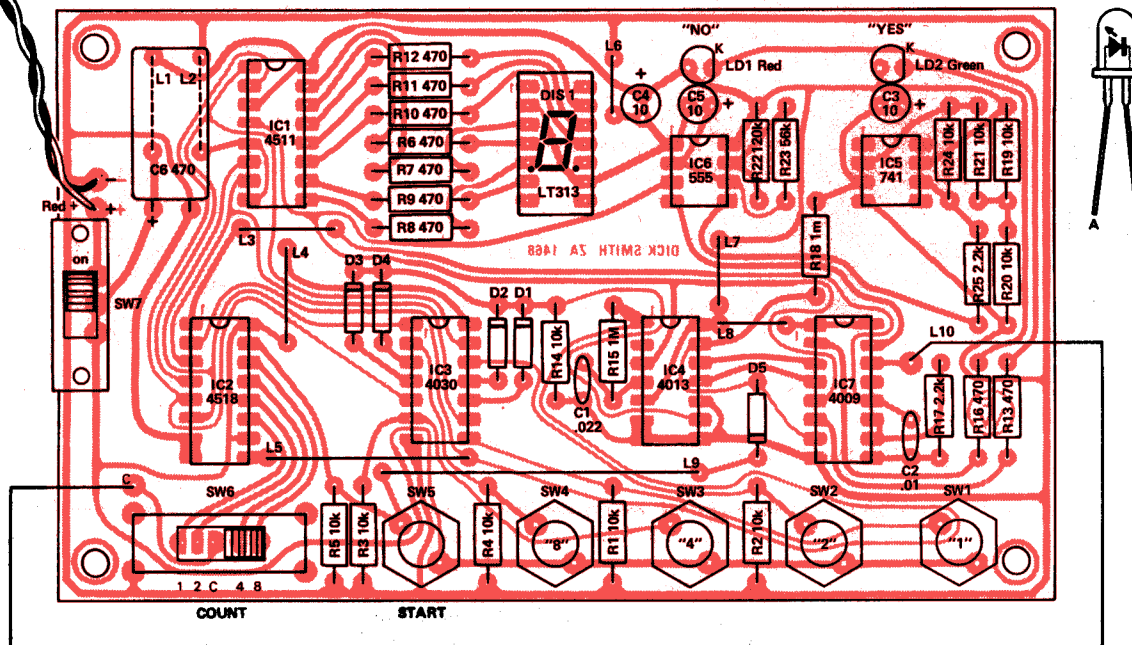 "NO"
"YES"
L6
K
K
LD1 Red
LD2 Green
L1 L2
R12 470
R11 470
R10 470
R6 470
R7 470
R9 470
R8 470
DIS 1
LT313
+
C4
10
C5
10
+
C3
10
+
IC1
4511
C6 470
IC6
555
R22 120k
R23 56k
IC5
741
R24 10k
R21 10k
R19 10k
-
Red +
+
+
A
L3
L4
DICK SMITH ZA 1468
L7
R18 1m
R25 2.2k
R20 10k
on
SW7
D3 D4
D2 D1
R14 10k
R15 1M
L8
L10
IC2
4518
IC3
4030
IC4
4013
D5
IC7
4009
R17 2.2k
R16 470
R13 470
C1
.022
C2
.01
L5
L9
C
SW6
SW5
SW4
SW3
SW2
SW1
R5 10k
R3 10k
R4 10k
"8"
R1 10k
"4"
R2 10k
"2"
"1"
1 2 C 4 8
COUNT
START